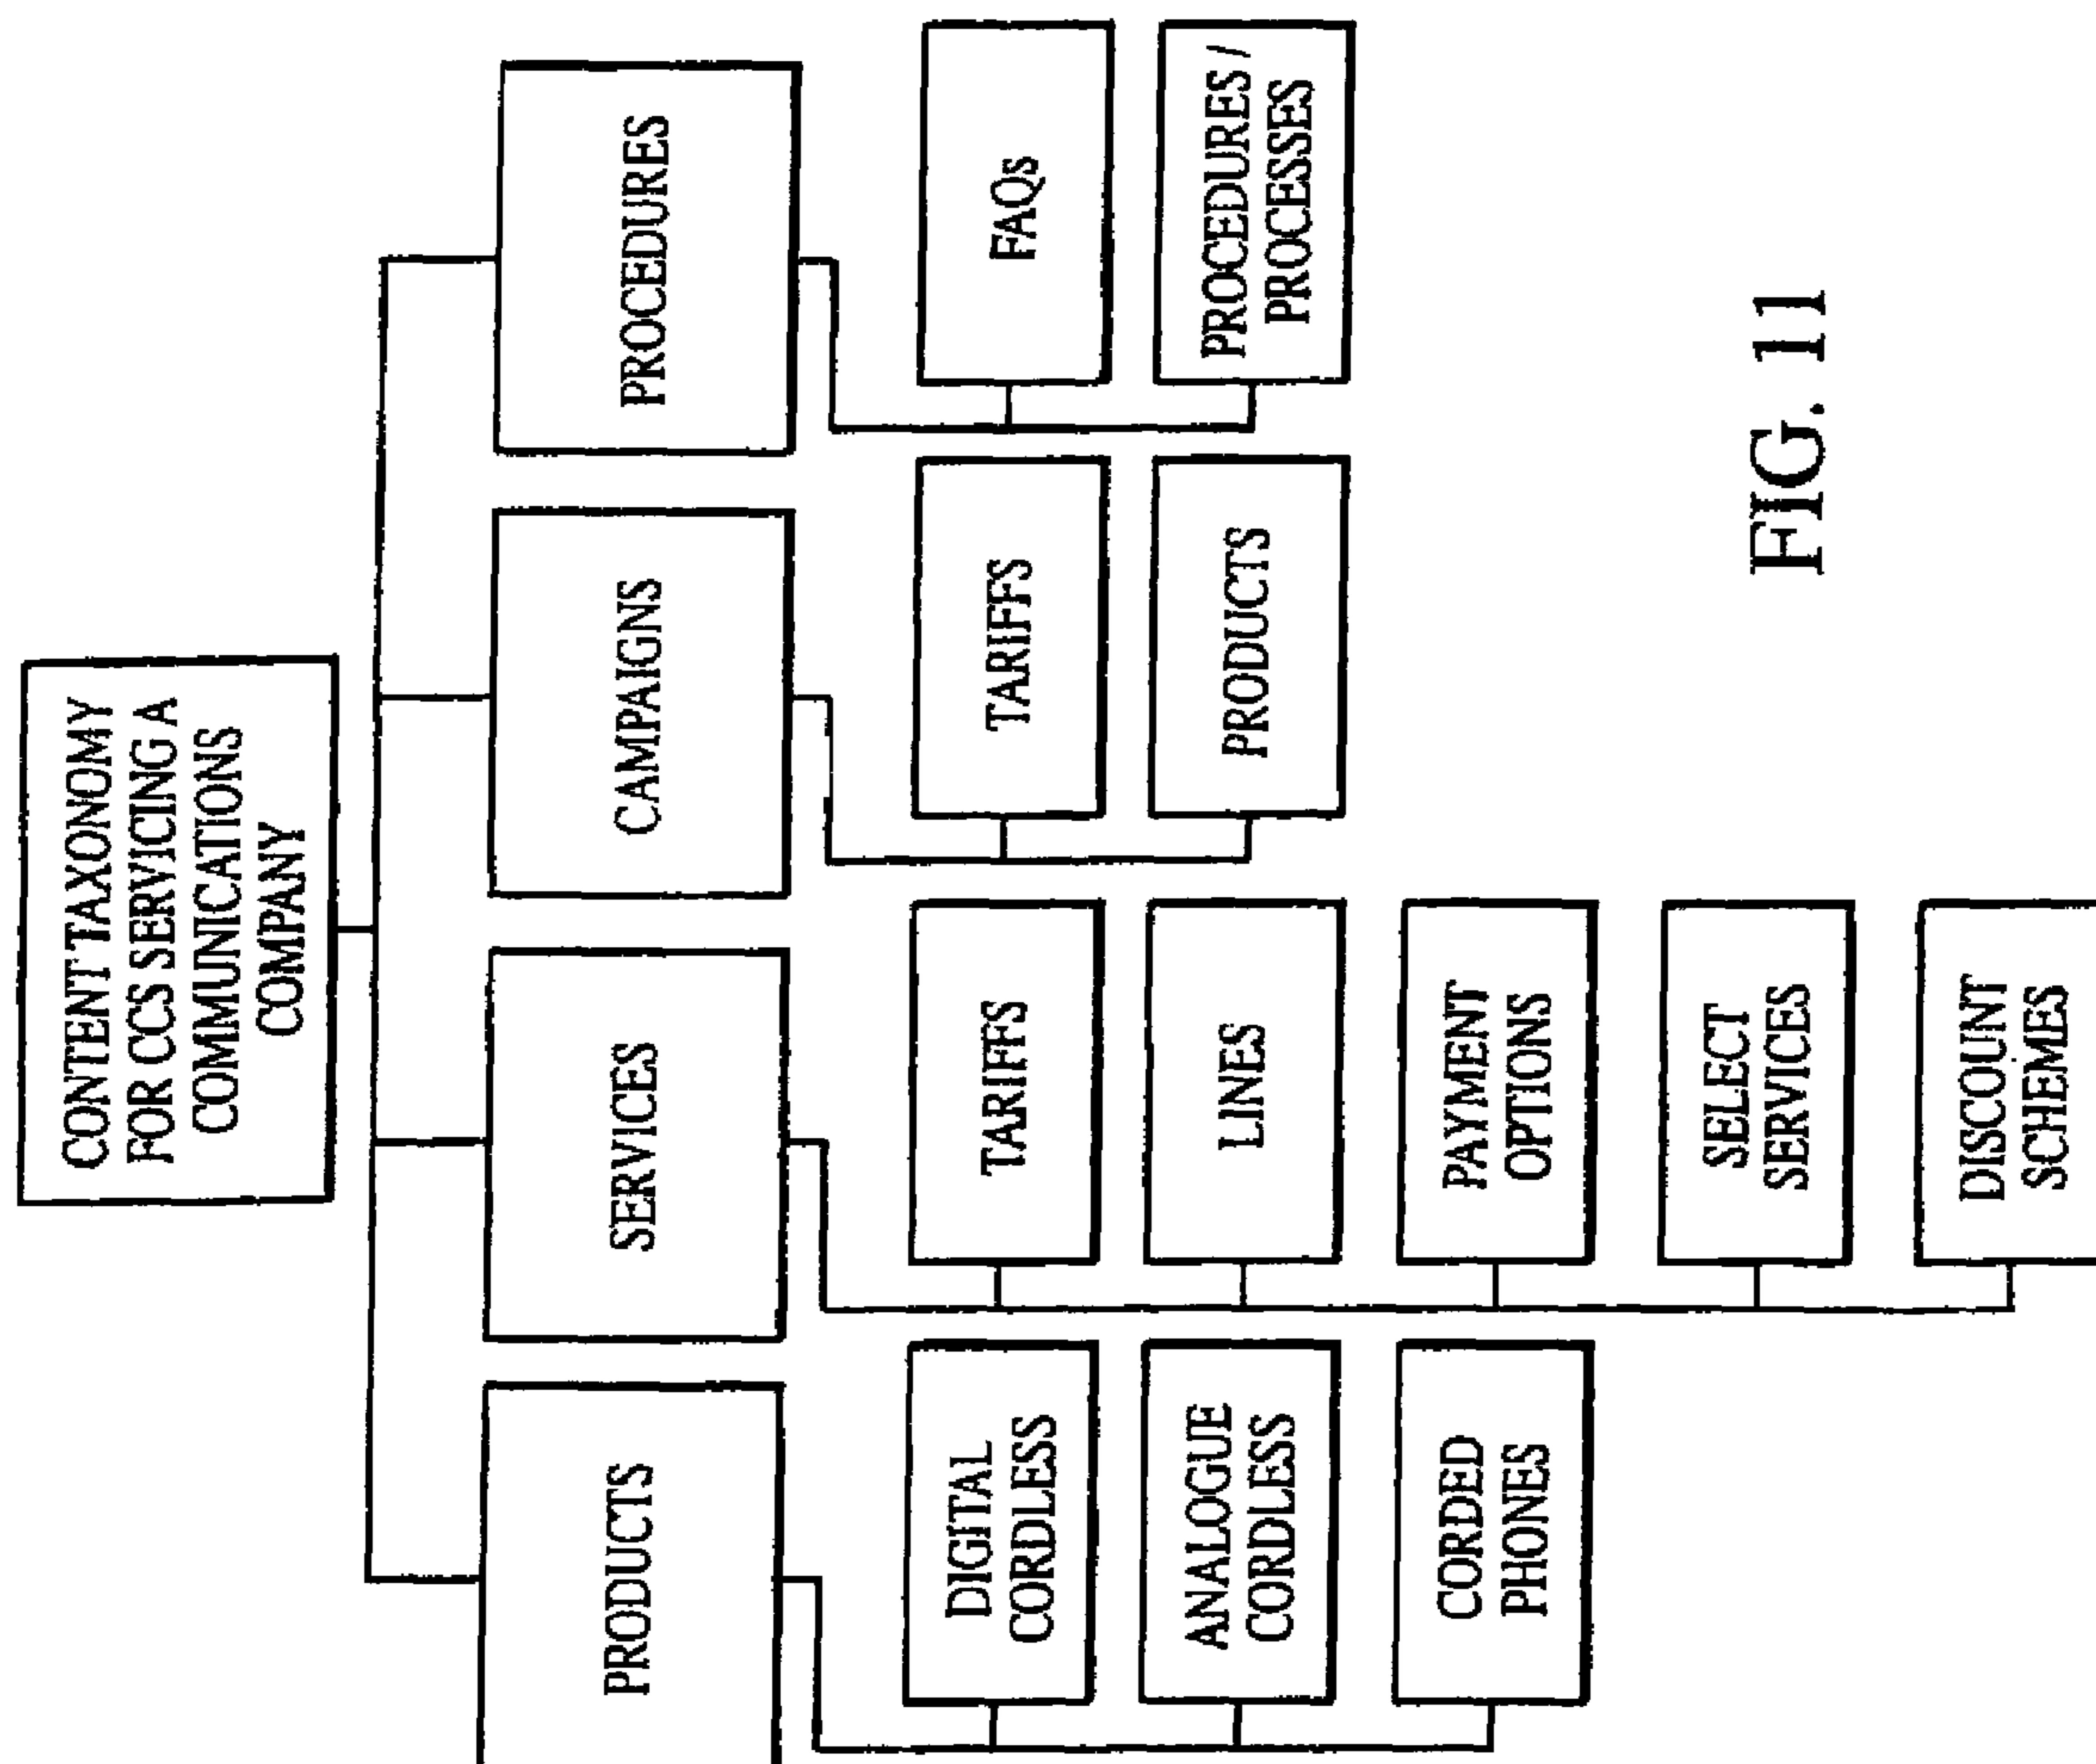 CONTENT TAXONOMY
FOR CCS SERVICING A
COMMUNICATIONS
COMPANY
PRODUCTS
SERVICES
CAMPAIGNS
PROCEDURES
DIGITAL
CORDLESS
ANALOGUE
CORDLESS
CORDED
PHONES
TARIFFS
LINES
PAYMENT
OPTIONS
SELECT
SERVICES
DISCOUNT
SCHEMES
TARIFFS
PRODUCTS
FAQs
PROCEDURES /
PROCESSES
FIG. 11